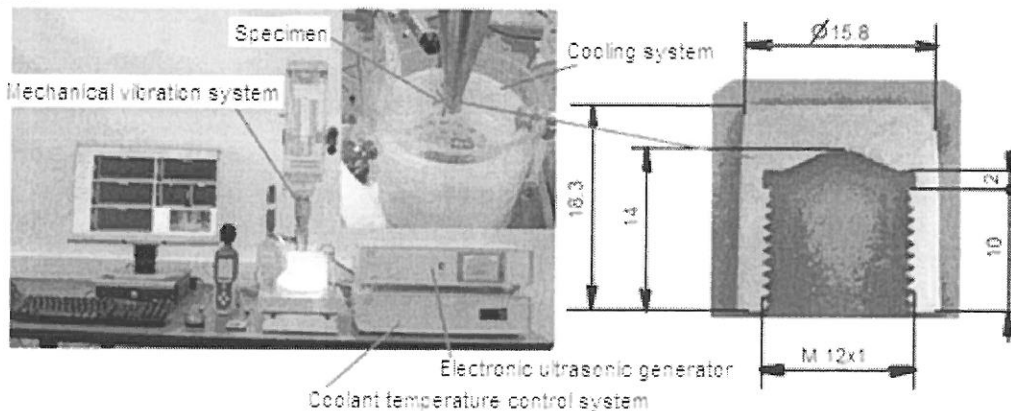 Specimen
Cooling system
Mechanical vibration system
Ø15.8
18.3
14
2
10
M 12x1
Electronic ultrasonic generator
Coolant temperature control system